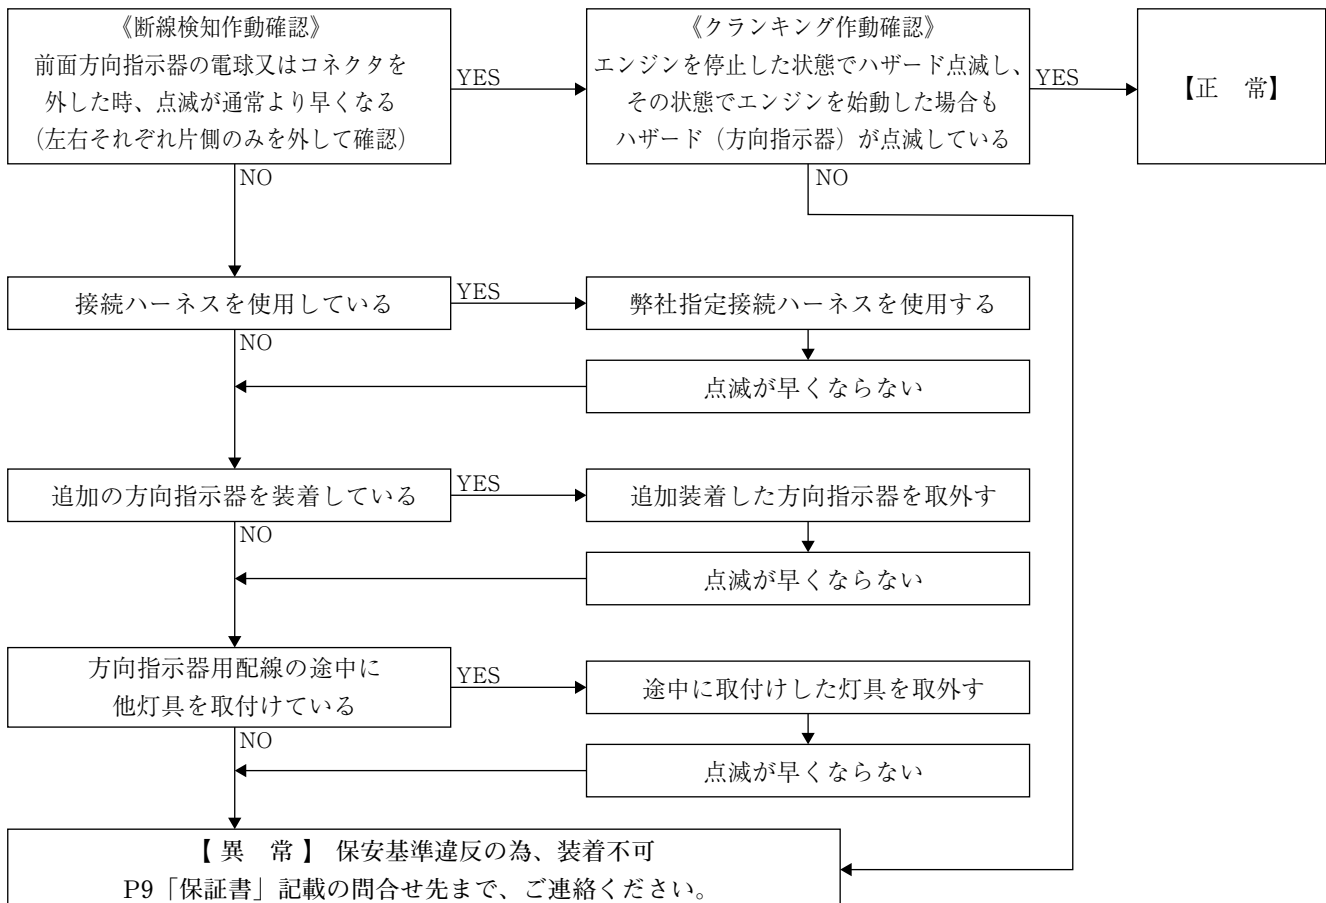 《断線検知作動確認》
前面方向指示器の電球又はコネクタを
外した時、点滅が通常より早くなる
(左右それぞれ片側のみを外して確認)
YES
《クランキング作動確認》
エンジンを停止した状態でハザード点滅し、
その状態でエンジンを始動した場合も
ハザード(方向指示器)が点滅している
YES
【正　常】
NO
NO
接続ハーネスを使用している
YES
弊社指定接続ハーネスを使用する
NO
点滅が早くならない
追加の方向指示器を装着している
YES
追加装着した方向指示器を取外す
NO
点滅が早くならない
方向指示器用配線の途中に
他灯具を取付けている
YES
途中に取付けした灯具を取外す
NO
点滅が早くならない
【 異　常 】 保安基準違反の為、装着不可
P9「保証書」記載の問合せ先まで、ご連絡ください。